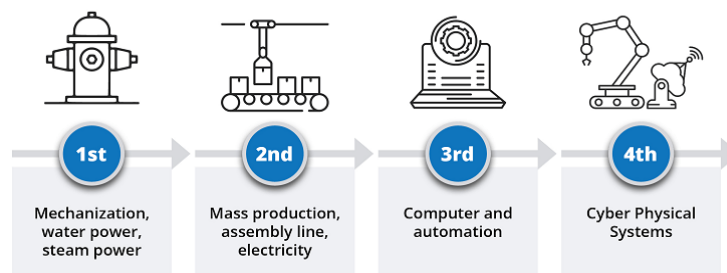 1st
Mechanization,
water power,
steam power
2nd
Mass production,
assembly line,
electricity
3rd
Computer and
automation
4th
Cyber Physical
Systems